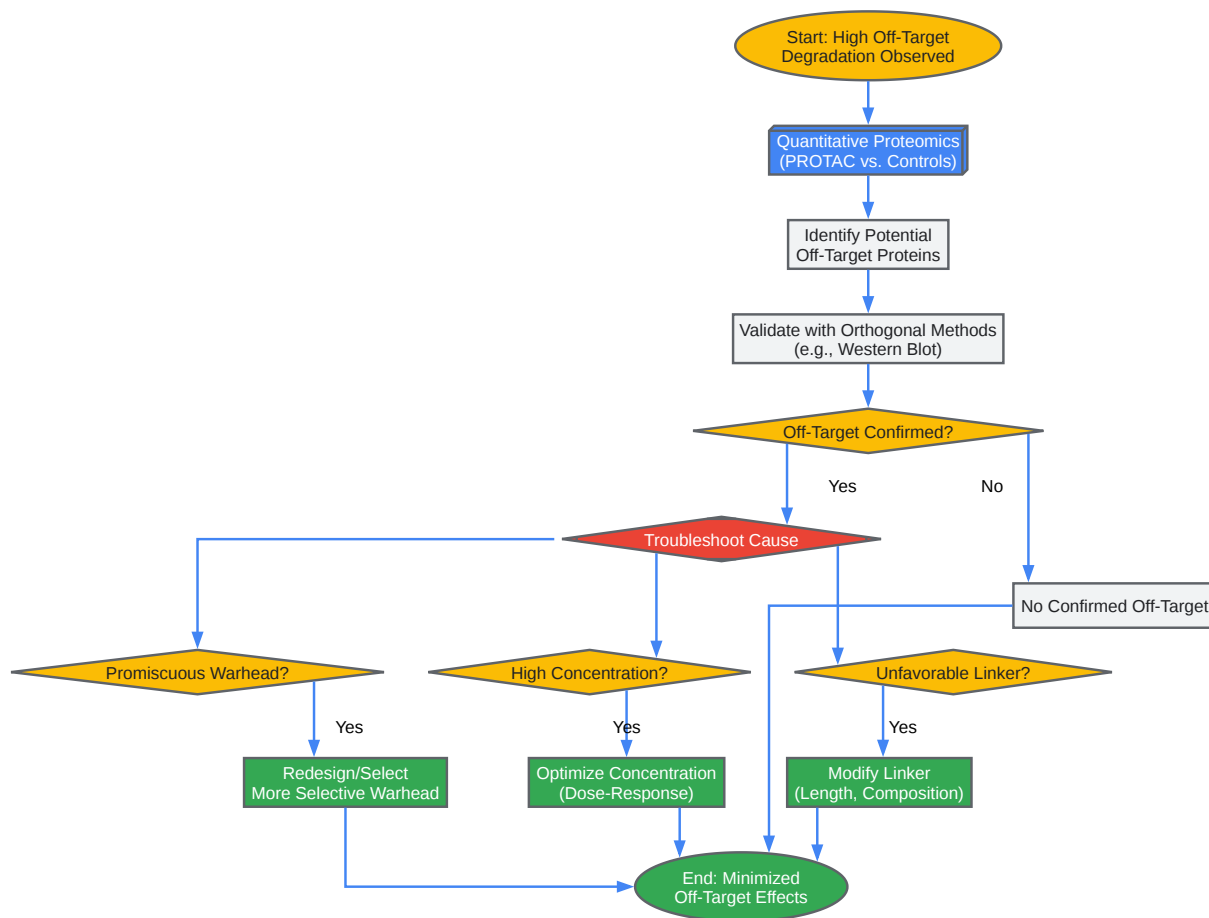 Start: High Off-Target
Degradation Observed
Quantitative Proteomics
(PROTAC vs. Controls)
Identify Potential
Off-Target Proteins
Validate with Orthogonal Methods
(e.g., Western Blot)
Off-Target Confirmed?
Yes
No
Troubleshoot Cause
No Confirmed Off-Target
Promiscuous Warhead?
High Concentration?
Unfavorable Linker?
Yes
Yes
Yes
Redesign/Select
More Selective Warhead
Optimize Concentration
(Dose-Response)
Modify Linker
(Length, Composition)
End: Minimized
Off-Target Effects